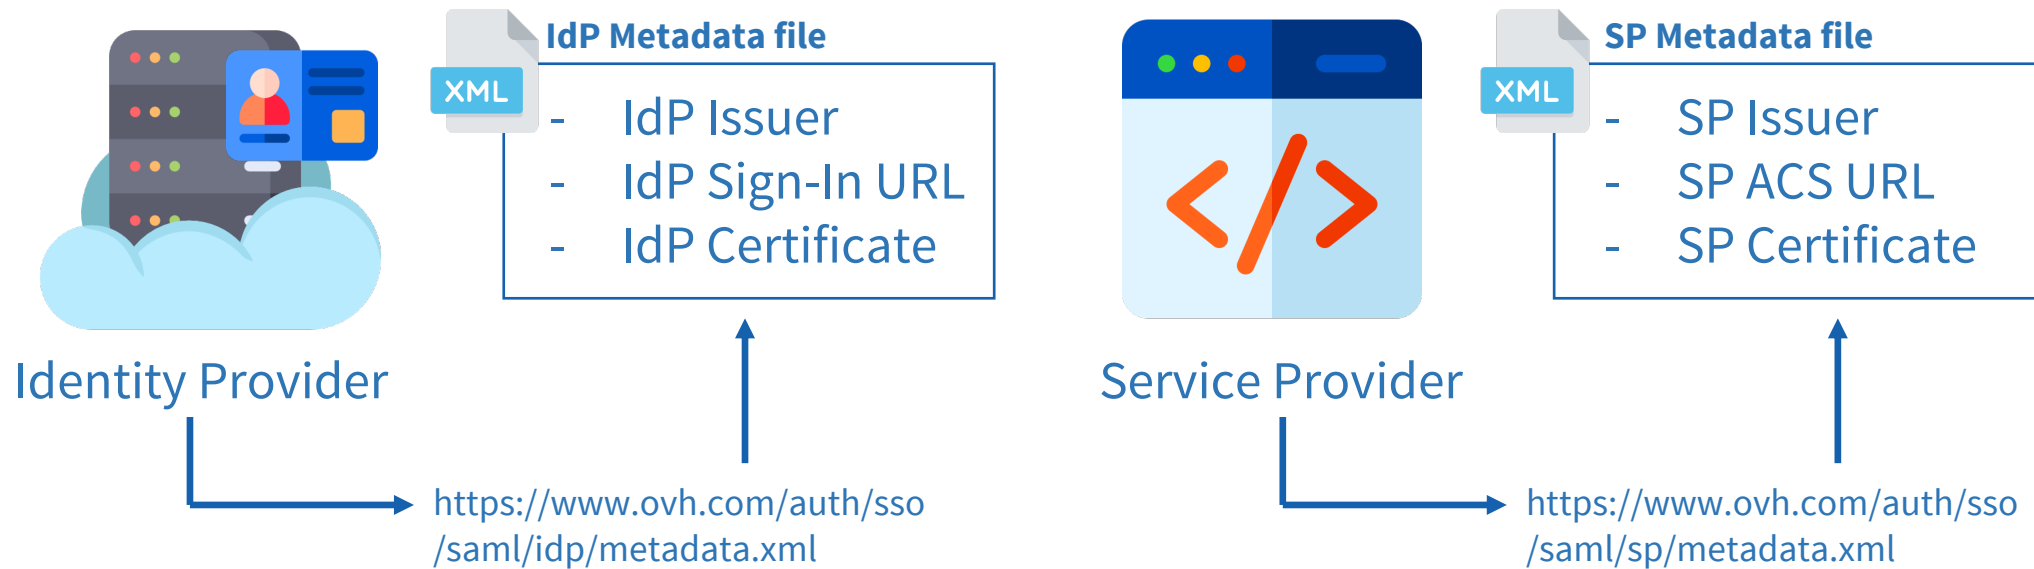 IdP Metadata file
XML
- IdP Issuer
- IdP Sign-In URL
- IdP Certificate
Identity Provider
https://www.ovh.com/auth/sso
/saml/idp/metadata.xml
SP Metadata file
XML
- SP Issuer
- SP ACS URL
- SP Certificate
Service Provider
https://www.ovh.com/auth/sso
/saml/sp/metadata.xml